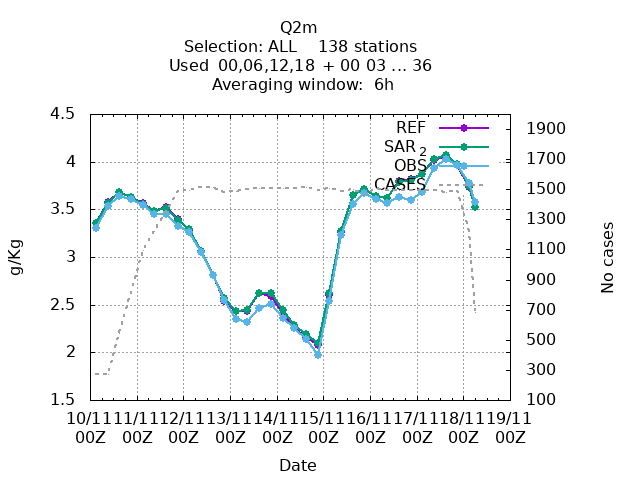 Q2m
Selection: ALL    138 stations
Used  00,06,12,18  + 00 03 ... 36
Averaging window:  6h
4.5
4
3.5
3
2.5
2
1.5
g/Kg
REF
SAR 2
OBS
CASES
1900
1700
1500
1300
1100
900
700
500
300
100
No cases
10/11 11/11 12/11 13/11 14/11 15/11 16/11 17/11 18/11 19/11
00Z 00Z 00Z 00Z 00Z 00Z 00Z 00Z 00Z 00Z
Date